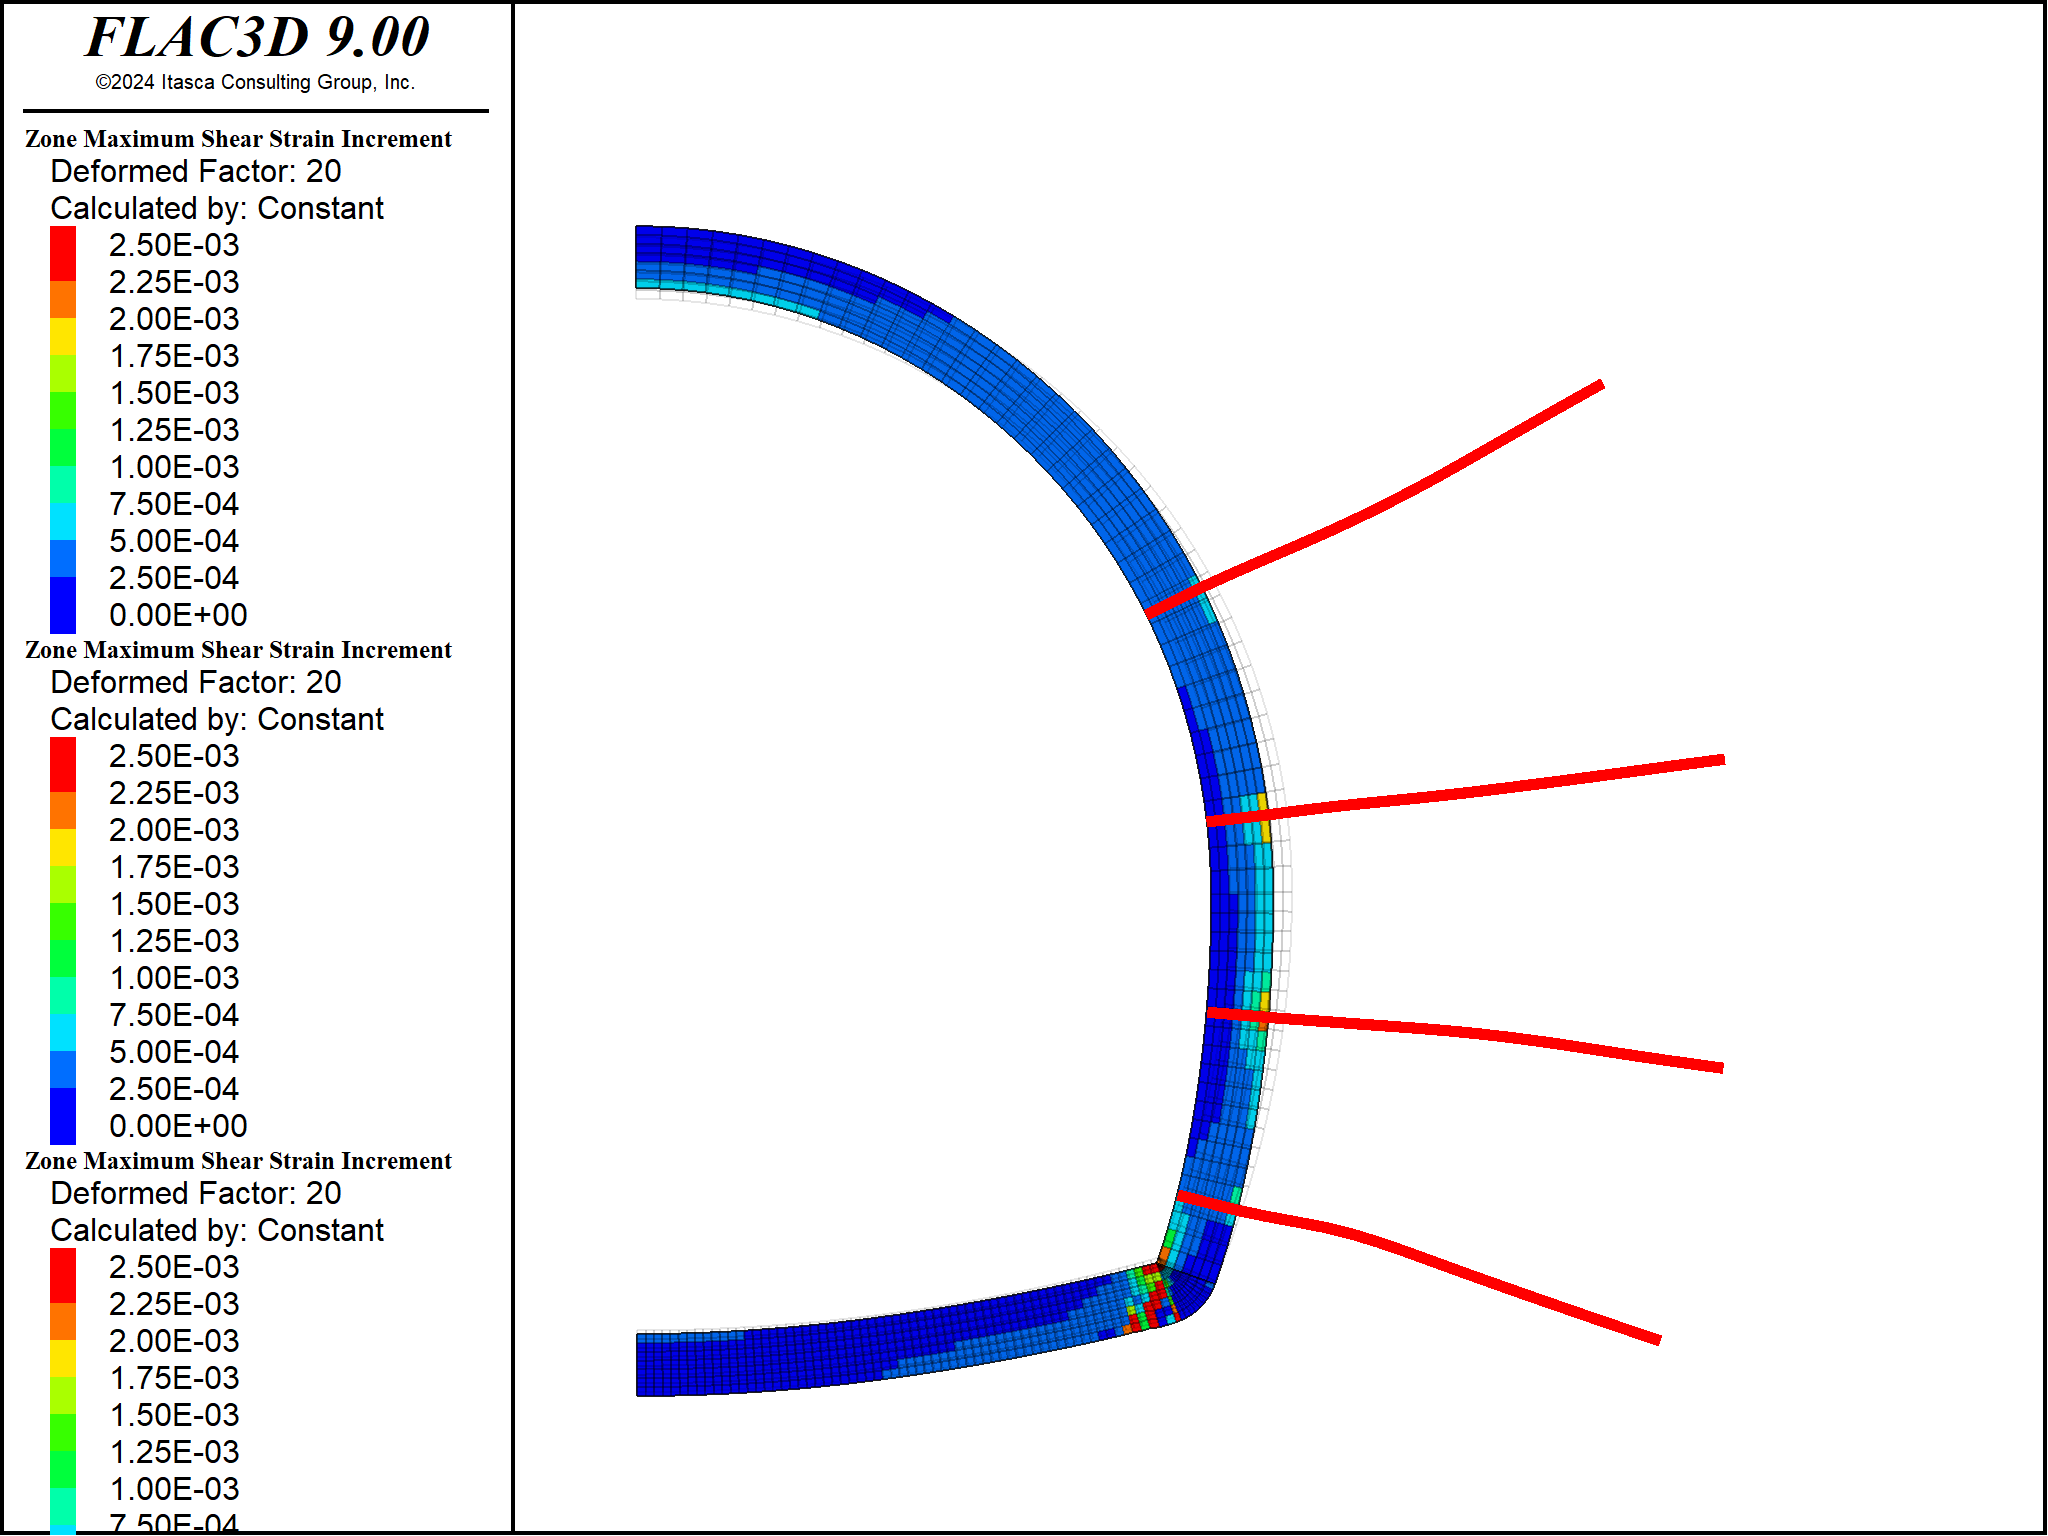 FLAC3D 9.00
©2024 Itasca Consulting Group, Inc.
Zone Maximum Shear Strain Increment
Deformed Factor: 20
Calculated by: Constant
2.50E-03
2.25E-03
2.00E-03
1.75E-03
1.50E-03
1.25E-03
1.00E-03
7.50E-04
5.00E-04
2.50E-04
0.00E+00
Zone Maximum Shear Strain Increment
Deformed Factor: 20
Calculated by: Constant
2.50E-03
2.25E-03
2.00E-03
1.75E-03
1.50E-03
1.25E-03
1.00E-03
7.50E-04
5.00E-04
2.50E-04
0.00E+00
Zone Maximum Shear Strain Increment
Deformed Factor: 20
Calculated by: Constant
2.50E-03
2.25E-03
2.00E-03
1.75E-03
1.50E-03
1.25E-03
1.00E-03
7.50E-04